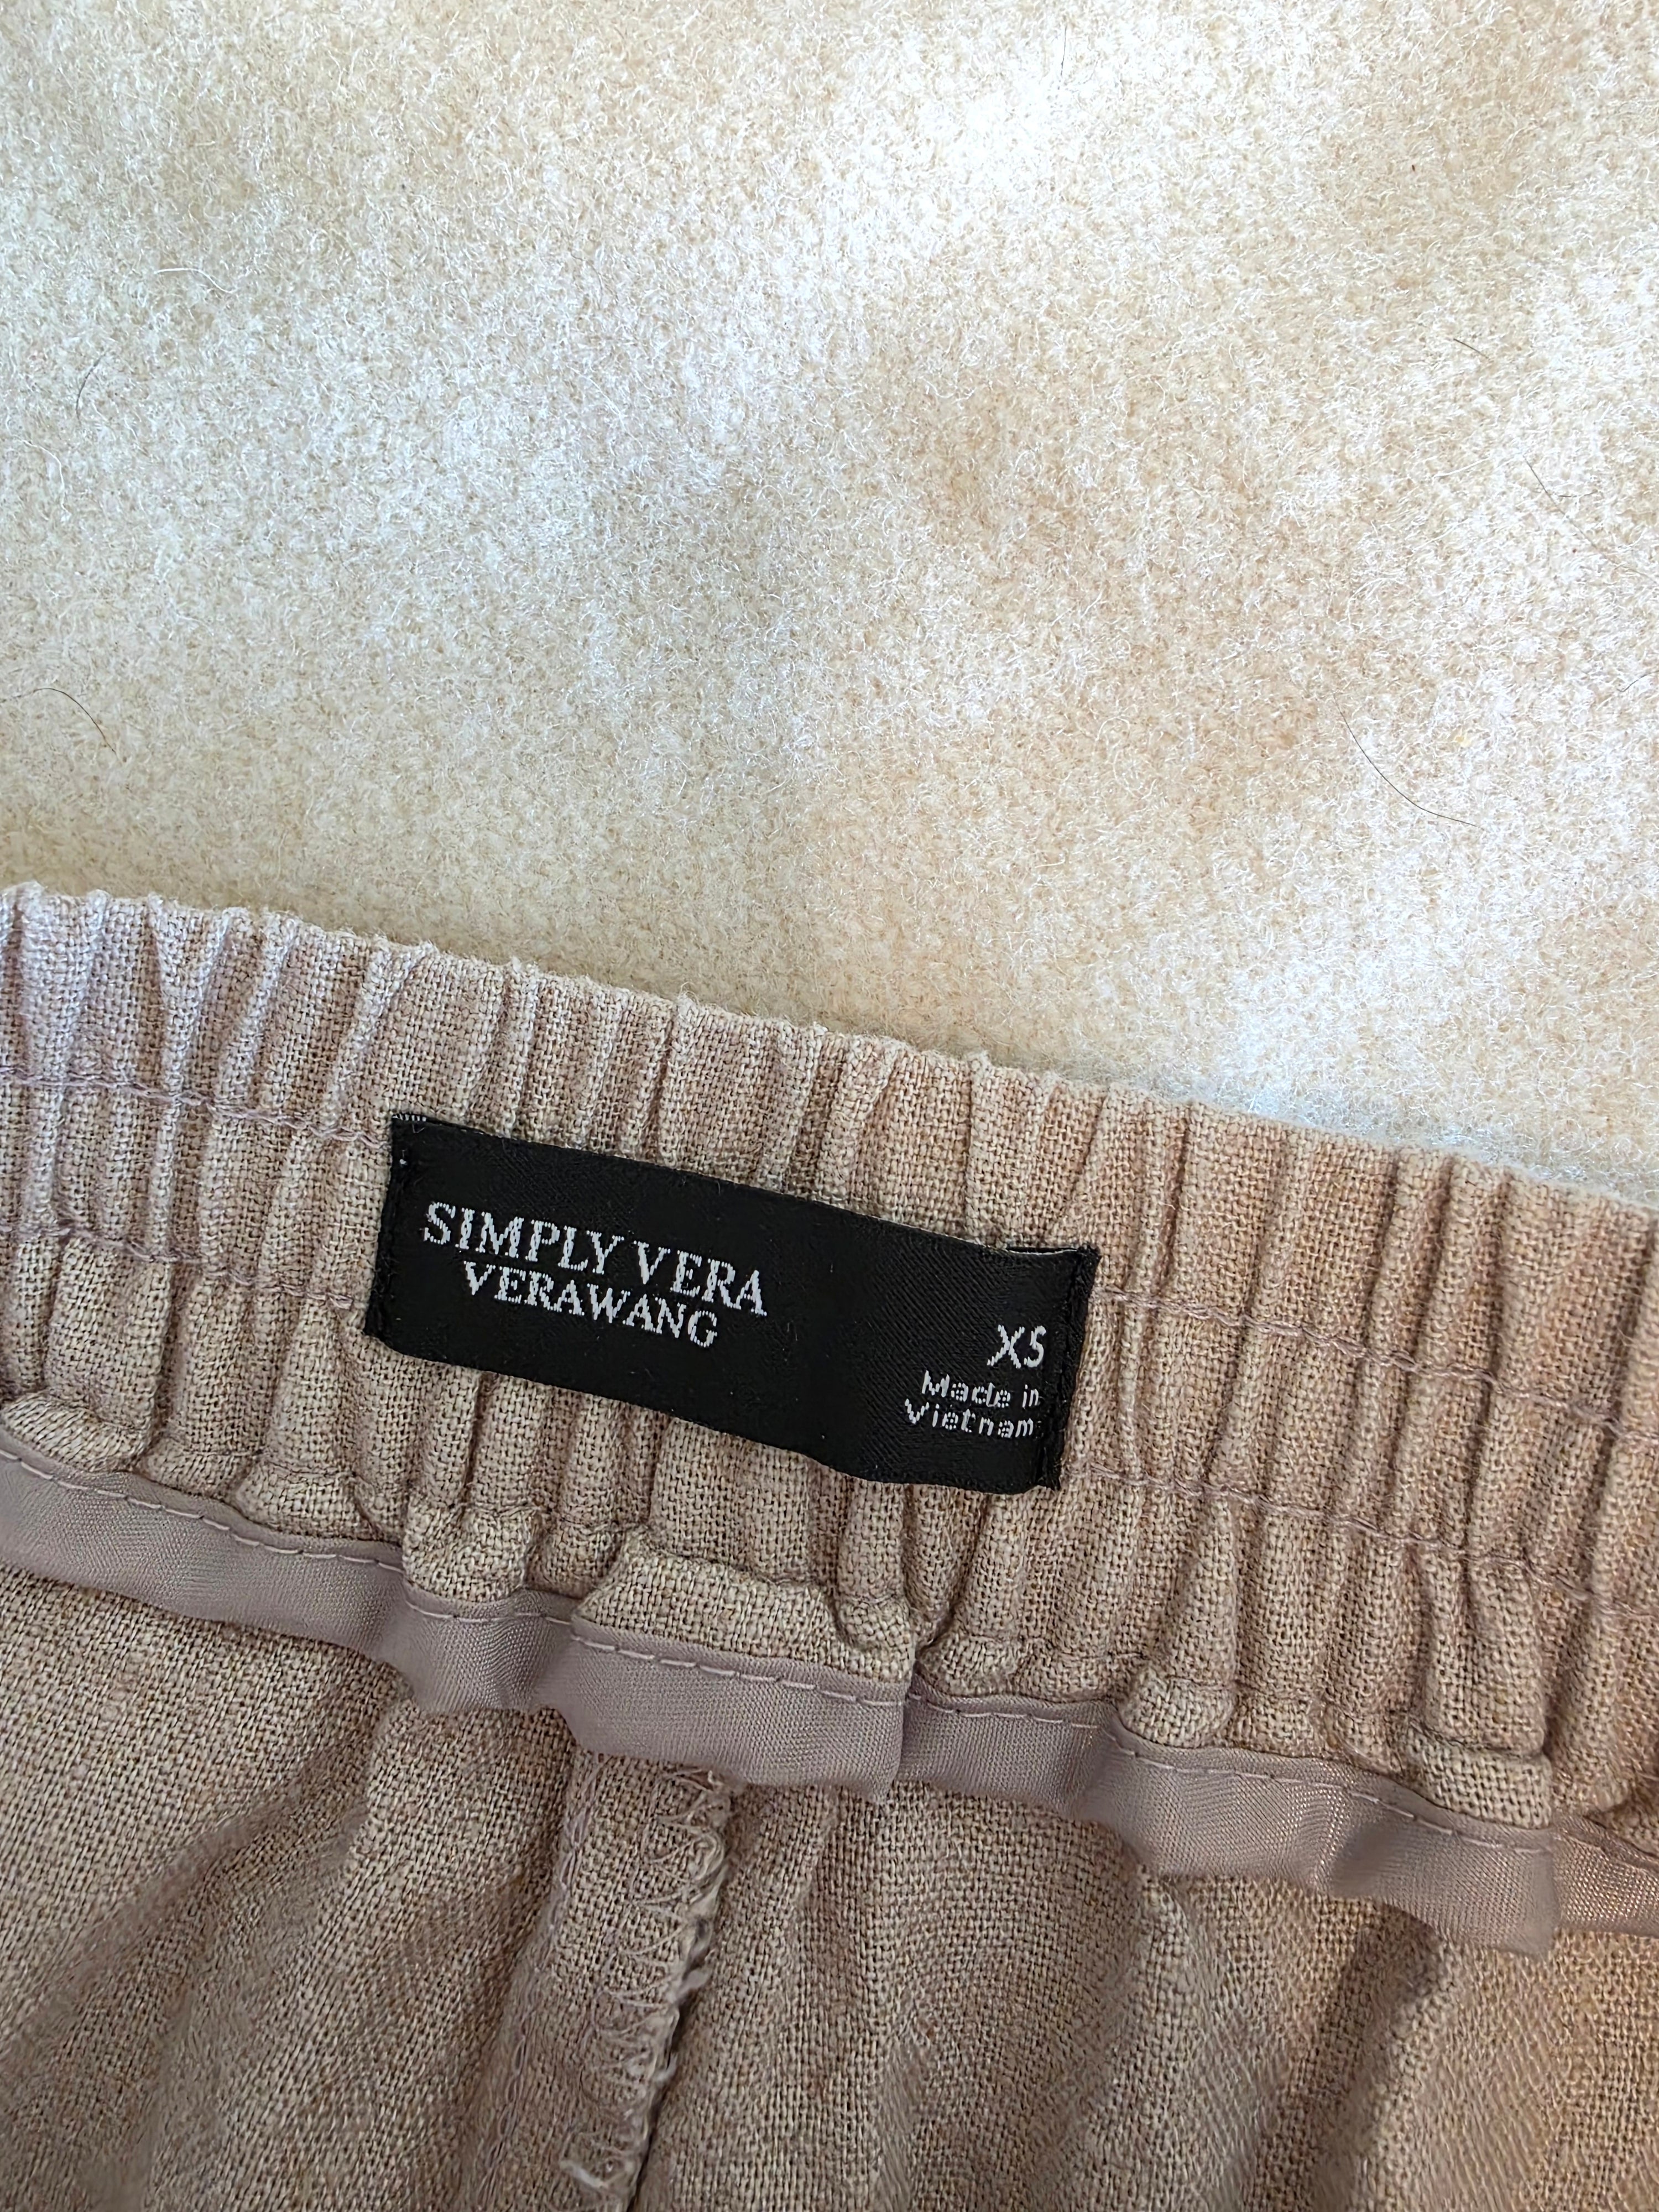 SIMPLY VERA
VERAWANG
XS
Made in
Vietnam